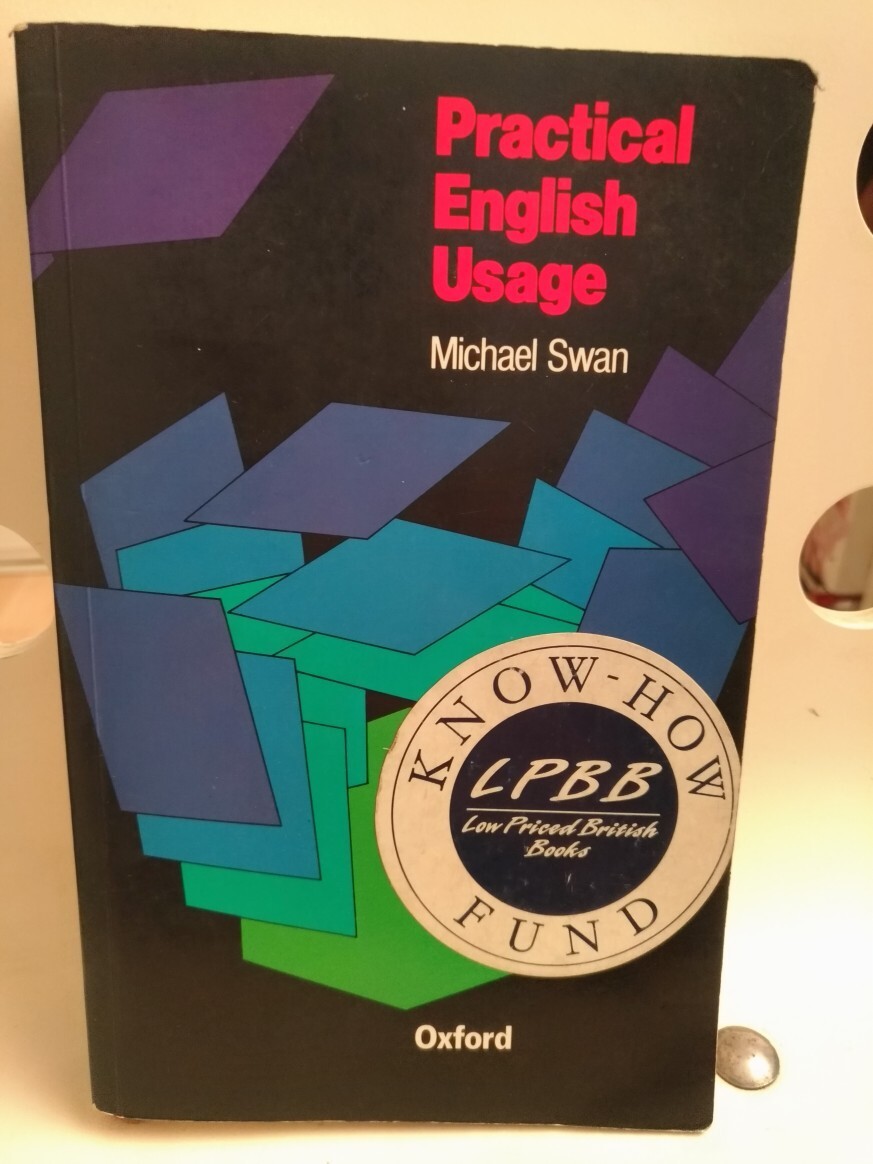 Practical
English
Usage
Michael Swan
KNOW-HOW
LPBB
Low Priced British
Books
FUND
Oxford